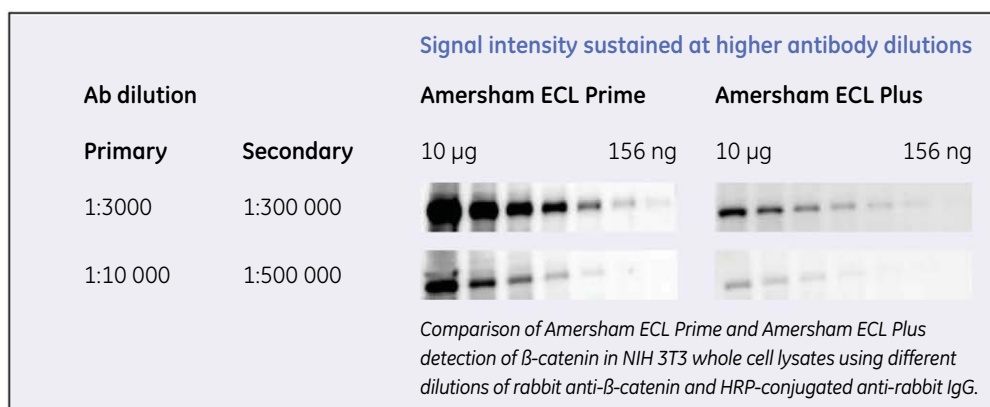 Signal intensity sustained at higher antibody dilutions
Ab dilution Amersham ECL Prime Amersham ECL Plus
Primary Secondary 10 µg 156 ng 10 µg 156 ng
1:3000 1:300 000
1:10 000 1:500 000
Comparison of Amersham ECL Prime and Amersham ECL Plus
detection of ß-catenin in NIH 3T3 whole cell lysates using different
dilutions of rabbit anti-ß-catenin and HRP-conjugated anti-rabbit IgG.